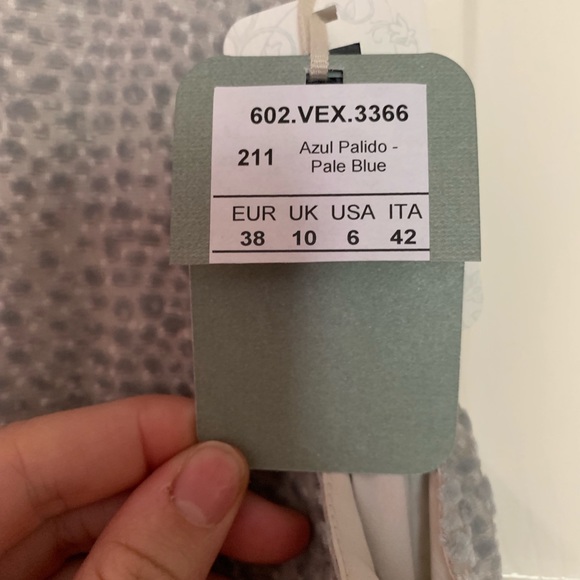 602.VEX.3366
211 Azul Palido -
Pale Blue
EUR UK USA ITA
38 10 6 42